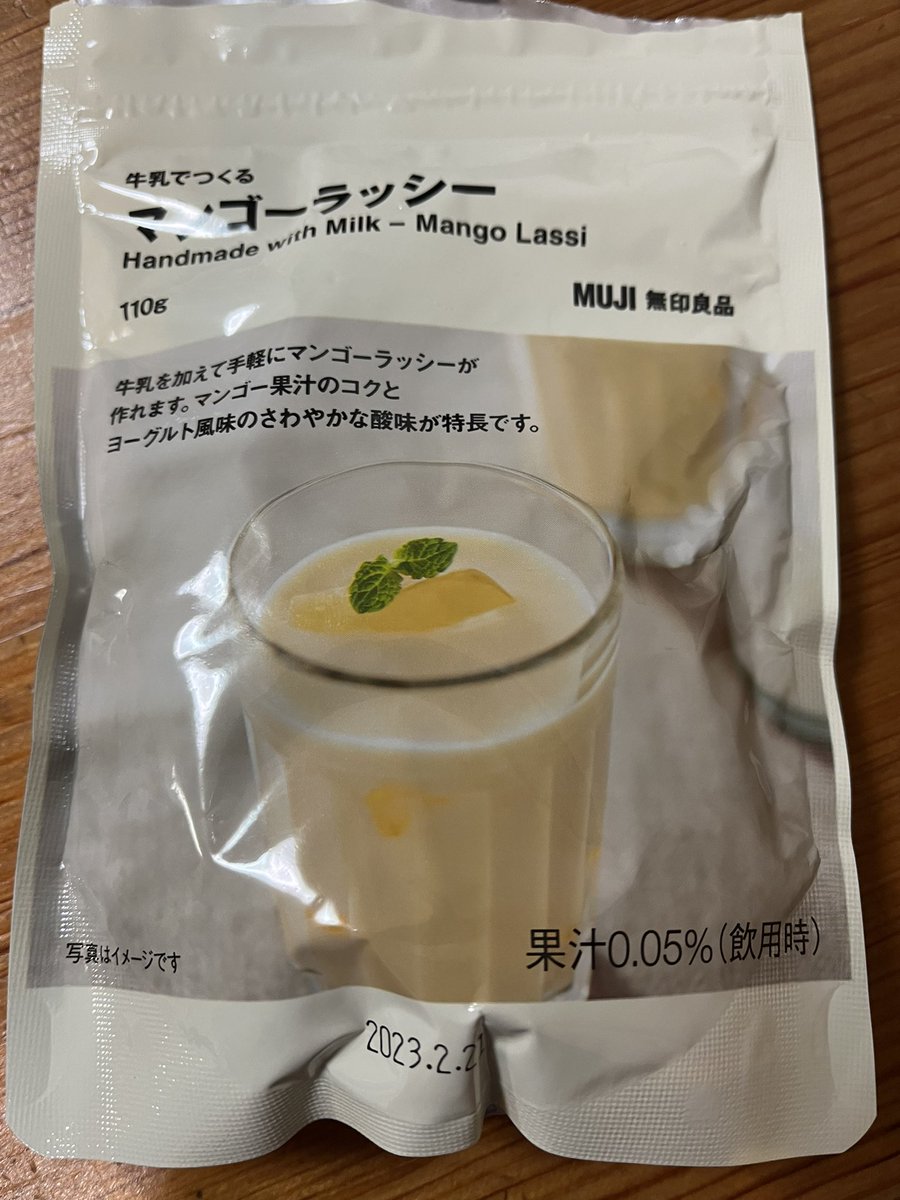 牛乳でつくる
マンゴーラッシー
Handmade with Milk – Mango Lassi
110g
MUJI 無印良品
牛乳を加えて手軽にマンゴーラッシーが
作れます。マンゴー果汁のコクと
ヨーグルト風味のさわやかな酸味が特長です。
写真はイメージです
果汁0.05%(飲用時)